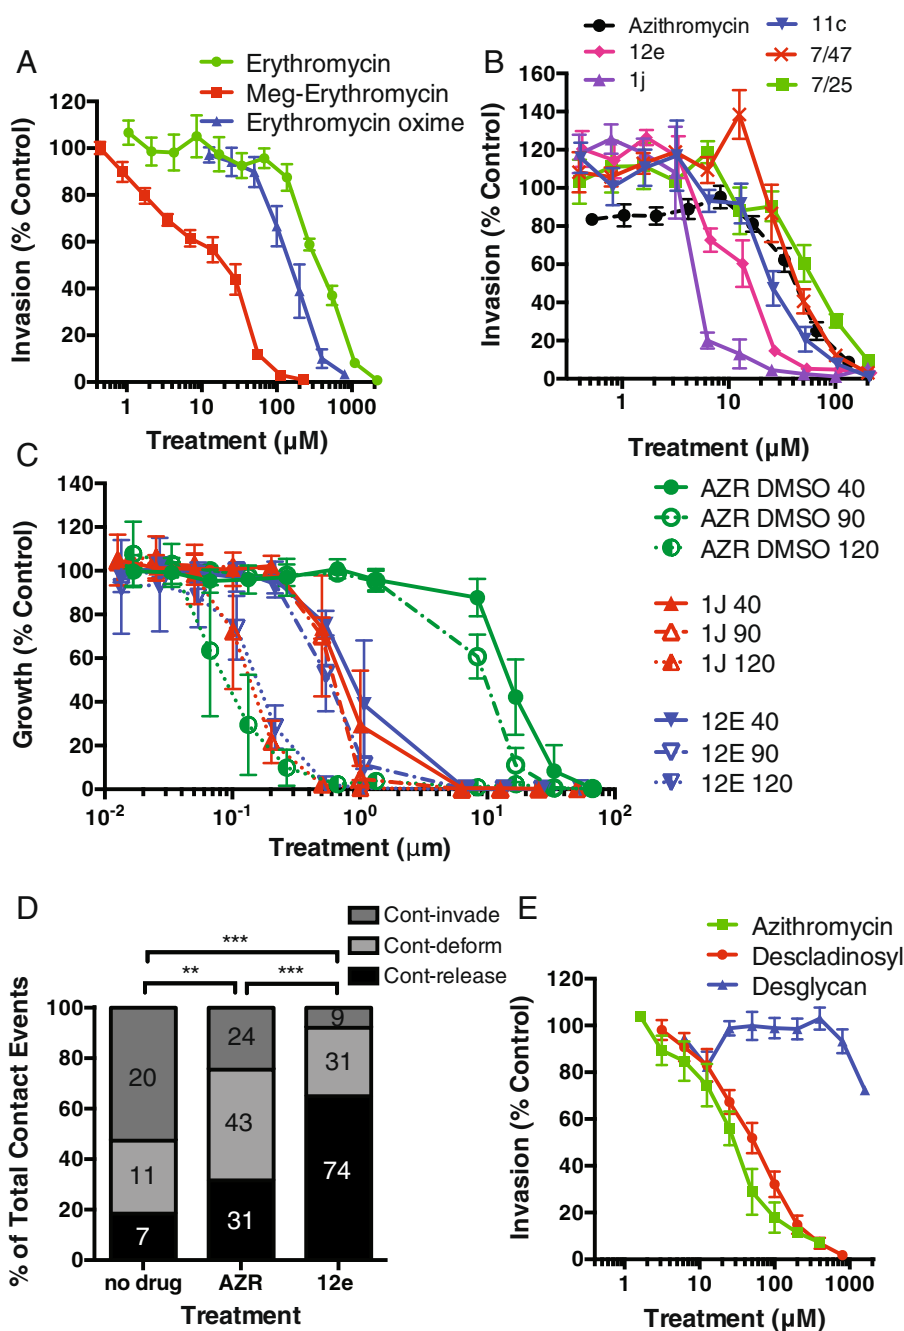 A
Erythromycin
Meg-Erythromycin
Erythromycin oxime
Invasion (% Control)
120
100
80
60
40
20
0
1
10
100
1000
Treatment (µM)
B
Azithromycin
12e
1j
11c
7/47
7/25
Invasion (% Control)
160
140
120
100
80
60
40
20
0
1
10
100
Treatment (µM)
C
Growth (% Control)
140
120
100
80
60
40
20
0
10-2
10-1
100
101
102
Treatment (µm)
AZR DMSO 40
AZR DMSO 90
AZR DMSO 120
1J 40
1J 90
1J 120
12E 40
12E 90
12E 120
D
Cont-invade
Cont-deform
Cont-release
***
** ***
% of Total Contact Events
100
80
60
40
20
0
20
11
7
24
43
31
9
31
74
no drug AZR 12e
Treatment
E
Azithromycin
Descladinosyl
Desglycan
Invasion (% Control)
120
100
80
60
40
20
0
1
10
100
1000
Treatment (µM)